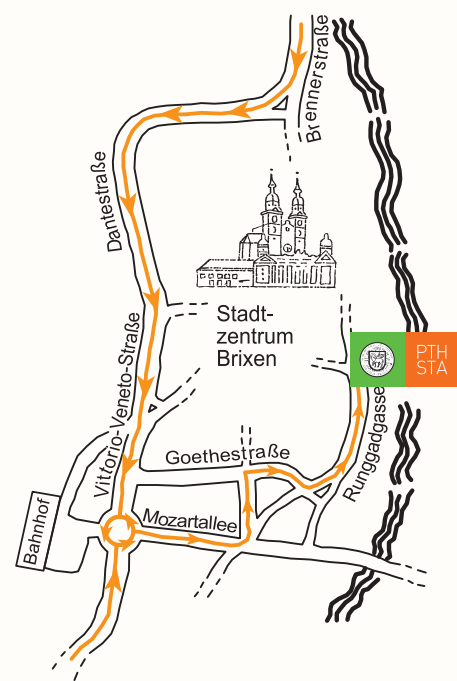 Brennerstraße
Dantestraße
Stadt-
zentrum
Brixen
PTH
STA
Vittorio-Veneto-Straße
Runggadgasse
Goethestraße
Mozartallee
Bahnhof